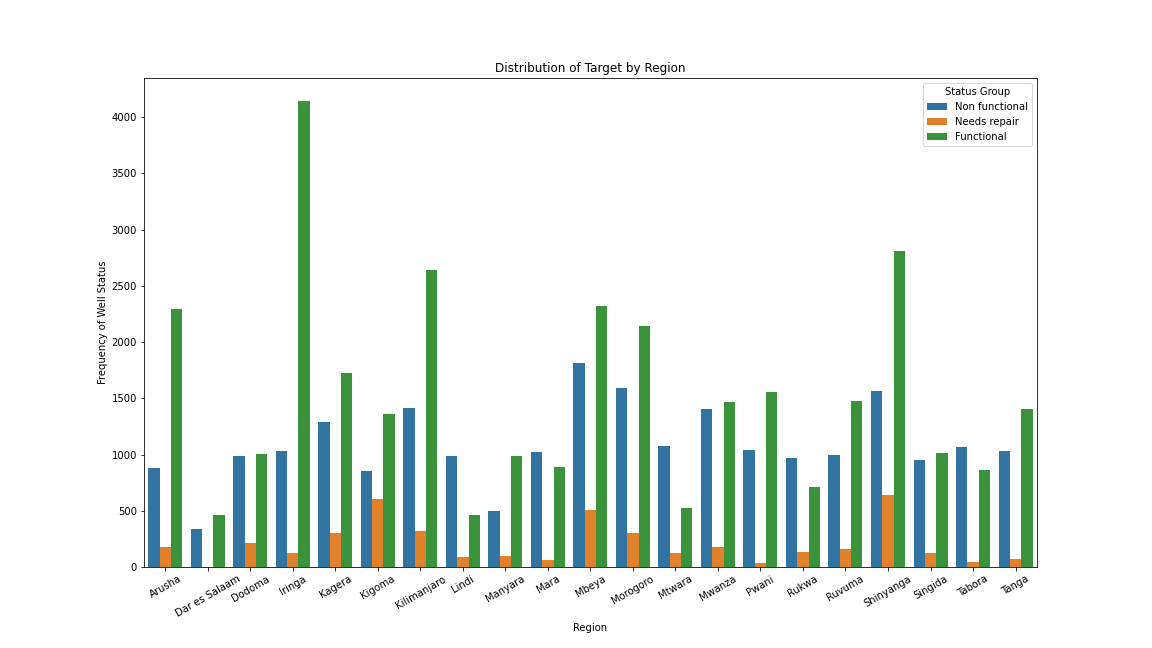 Distribution of Target by Region
Status Group
Non functional
Needs repair
Functional
Frequency of Well Status
4000
3500
3000
2500
2000
1500
1000
500
0
Arusha
Dar es Salaam
Dodoma
Iringa
Kagera
Kigoma
Kilimanjaro
Lindi
Manyara
Mara
Mbeya
Morogoro
Mtwara
Mwanza
Pwani
Rukwa
Ruvuma
Shinyanga
Singida
Tabora
Tanga
Region